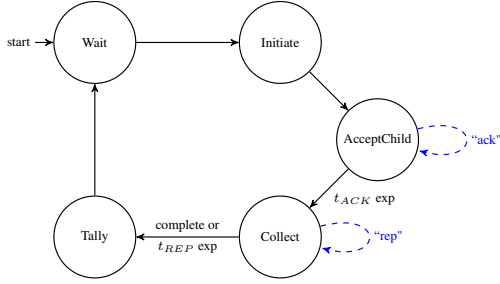 start
Wait
Initiate
AcceptChild
“ack"
t_ACK exp
complete or
t_REP exp
Tally
Collect
“rep"